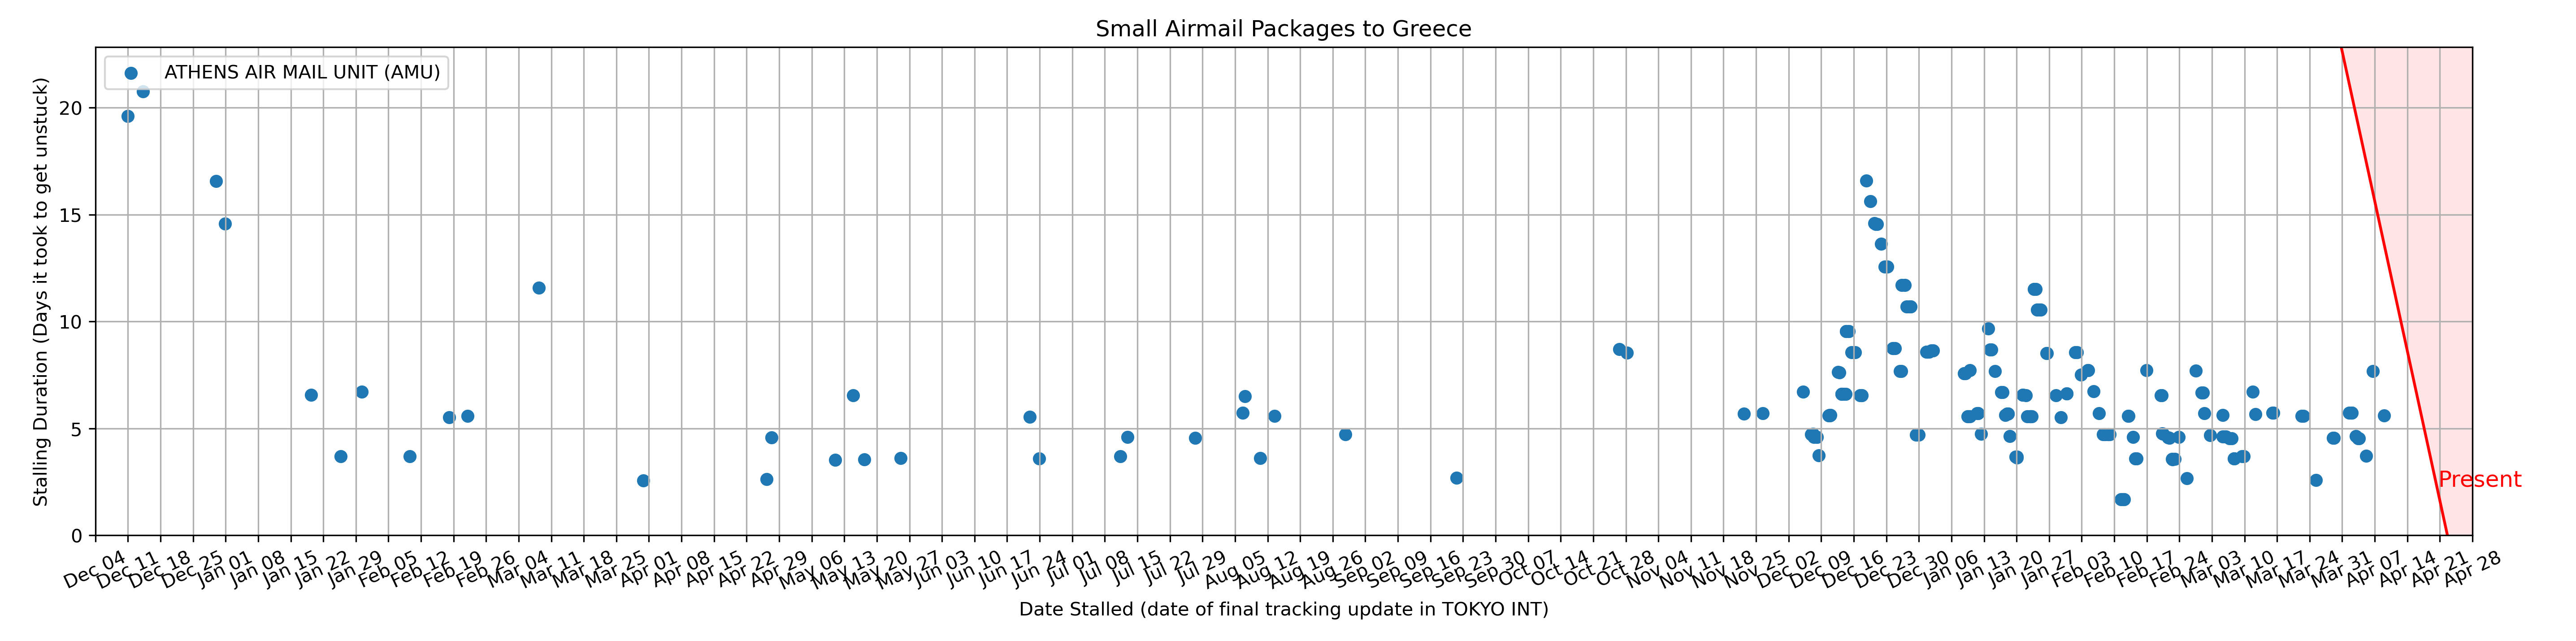 Small Airmail Packages to Greece
ATHENS AIR MAIL UNIT (AMU)
Stalling Duration (Days it took to get unstuck)
20
15
10
5
0
Present
Dec 04 Dec 11 Dec 18 Dec 25 Jan 01 Jan 08 Jan 15 Jan 22 Jan 29 Feb 05 Feb 12 Feb 19 Feb 26 Mar 04 Mar 11 Mar 18 Mar 25 Apr 01 Apr 08 Apr 15 Apr 22 Apr 29 May 06 May 13 May 20 May 27 Jun 03 Jun 10 Jun 17 Jun 24 Jul 01 Jul 08 Jul 15 Jul 22 Jul 29 Aug 05 Aug 12 Aug 19 Aug 26 Sep 02 Sep 09 Sep 16 Sep 23 Sep 30 Oct 07 Oct 14 Oct 21 Oct 28 Nov 04 Nov 11 Nov 18 Nov 25 Dec 02 Dec 09 Dec 16 Dec 23 Dec 30 Jan 06 Jan 13 Jan 20 Jan 27 Feb 03 Feb 10 Feb 17 Feb 24 Mar 03 Mar 10 Mar 17 Mar 24 Mar 31 Apr 07 Apr 14 Apr 21 Apr 28
Date Stalled (date of final tracking update in TOKYO INT)